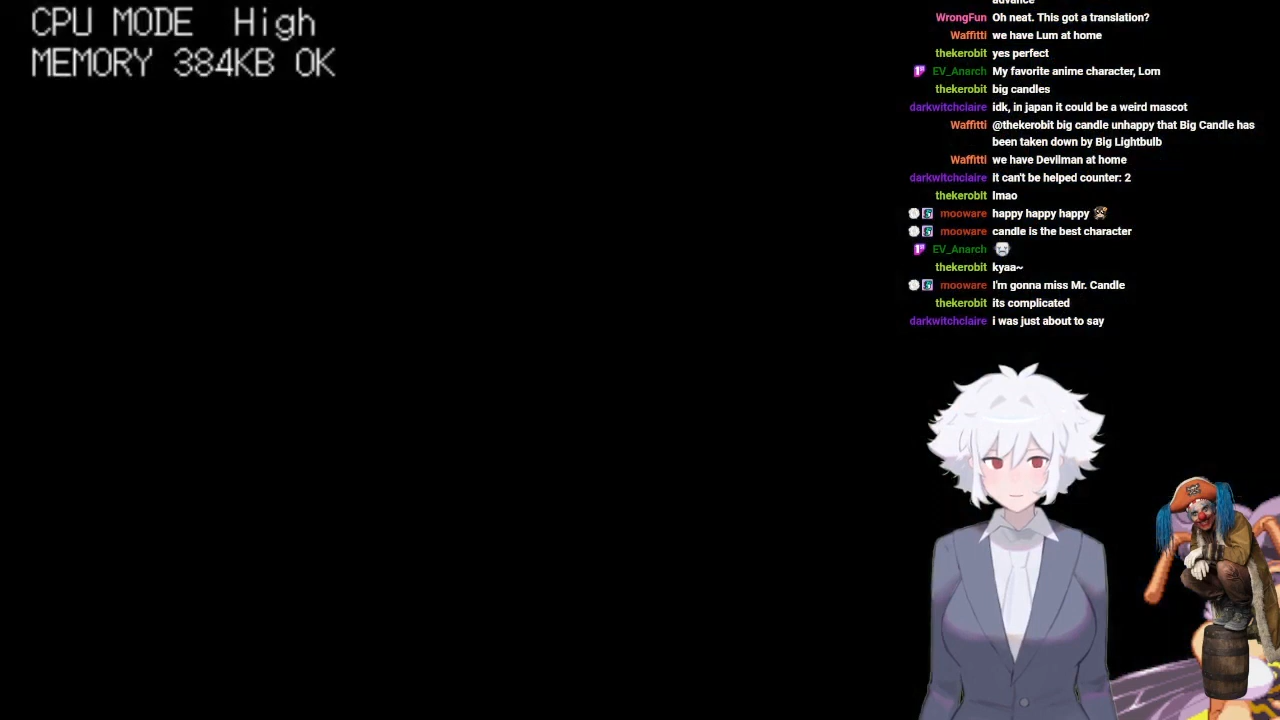 CPU MODE High
MEMORY 384KB OK
advance
WrongFun Oh neat. This got a translation?
Waffitti we have Lum at home
thekerobit yes perfect
EV_Anarch My favorite anime character, Lom
thekerobit big candles
darkwitchclaire idk, in japan it could be a weird mascot
Waffitti @thekerobit big candle unhappy that Big Candle has
been taken down by Big Lightbulb
Waffitti we have Devilman at home
darkwitchclaire it can't be helped counter: 2
thekerobit lmao
mooware happy happy happy
mooware candle is the best character
EV_Anarch
thekerobit kyaa~
mooware I'm gonna miss Mr. Candle
thekerobit its complicated
darkwitchclaire i was just about to say